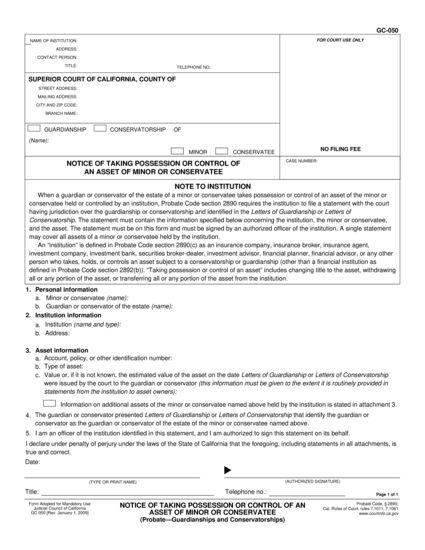 GC-050
NAME OF INSTITUTION:
FOR COURT USE ONLY
ADDRESS:
CONTACT PERSON:
TITLE:
TELEPHONE NO.:
SUPERIOR COURT OF CALIFORNIA, COUNTY OF
STREET ADDRESS:
MAILING ADDRESS:
CITY AND ZIP CODE:
BRANCH NAME:
GUARDIANSHIP CONSERVATORSHIP OF
(Name):
MINOR CONSERVATEE
NO FILING FEE
NOTICE OF TAKING POSSESSION OR CONTROL OF
AN ASSET OF MINOR OR CONSERVATEE
CASE NUMBER:
NOTE TO INSTITUTION
When a guardian or conservator of the estate of a minor or conservatee takes possession or control of an asset of the minor or
conservatee held or controlled by an institution, Probate Code section 2890 requires the institution to file a statement with the court
having jurisdiction over the guardianship or conservatorship and identified in the Letters of Guardianship or Letters of
Conservatorship. The statement must contain the information specified below concerning the institution, the minor or conservatee,
and the asset. The statement must be on this form and must be signed by an authorized officer of the institution. A single statement
may cover all assets of a minor or conservatee held by the institution.
An "Institution" is defined in Probate Code section 2890(c) as an insurance company, insurance broker, insurance agent,
investment company, investment bank, securities broker-dealer, investment advisor, financial planner, financial advisor, or any other
person who takes, holds, or controls an asset subject to a conservatorship or guardianship (other than a financial institution as
defined in Probate Code section 2892(b)). "Taking possession or control of an asset" includes changing title to the asset, withdrawing
all or any portion of the asset, or transferring all or any portion of the asset from the institution.
1. Personal information
a. Minor or conservatee (name):
b. Guardian or conservator of the estate (name):
2. Institution information
a. Institution (name and type):
b. Address:
3. Asset information
a. Account, policy, or other identification number:
b. Type of asset:
c. Value or, if it is not known, the estimated value of the asset on the date Letters of Guardianship or Letters of Conservatorship
were issued by the court to the guardian or conservator (this information must be given to the extent it is routinely provided in
statements from the institution to asset owners):
Information on additional assets of the minor or conservatee named above held by the institution is stated in attachment 3.
4. The guardian or conservator presented Letters of Guardianship or Letters of Conservatorship that identify the guardian or
conservator as the guardian or conservator of the estate of the minor or conservatee named above.
5. I am an officer of the institution identified in this statement, and I am authorized to sign this statement on its behalf.
I declare under penalty of perjury under the laws of the State of California that the foregoing, including statements in all attachments, is
true and correct.
Date:
(TYPE OR PRINT NAME)
(AUTHORIZED SIGNATURE)
Title:
Telephone no.:
Page 1 of 1
Form Adopted for Mandatory Use
Judicial Council of California
GC-050 [Rev. January 1, 2009]
NOTICE OF TAKING POSSESSION OR CONTROL OF AN
ASSET OF MINOR OR CONSERVATEE
(Probate—Guardianships and Conservatorships)
Probate Code, § 2890;
Cal. Rules of Court, rules 7.1011, 7.1061
www.courtinfo.ca.gov